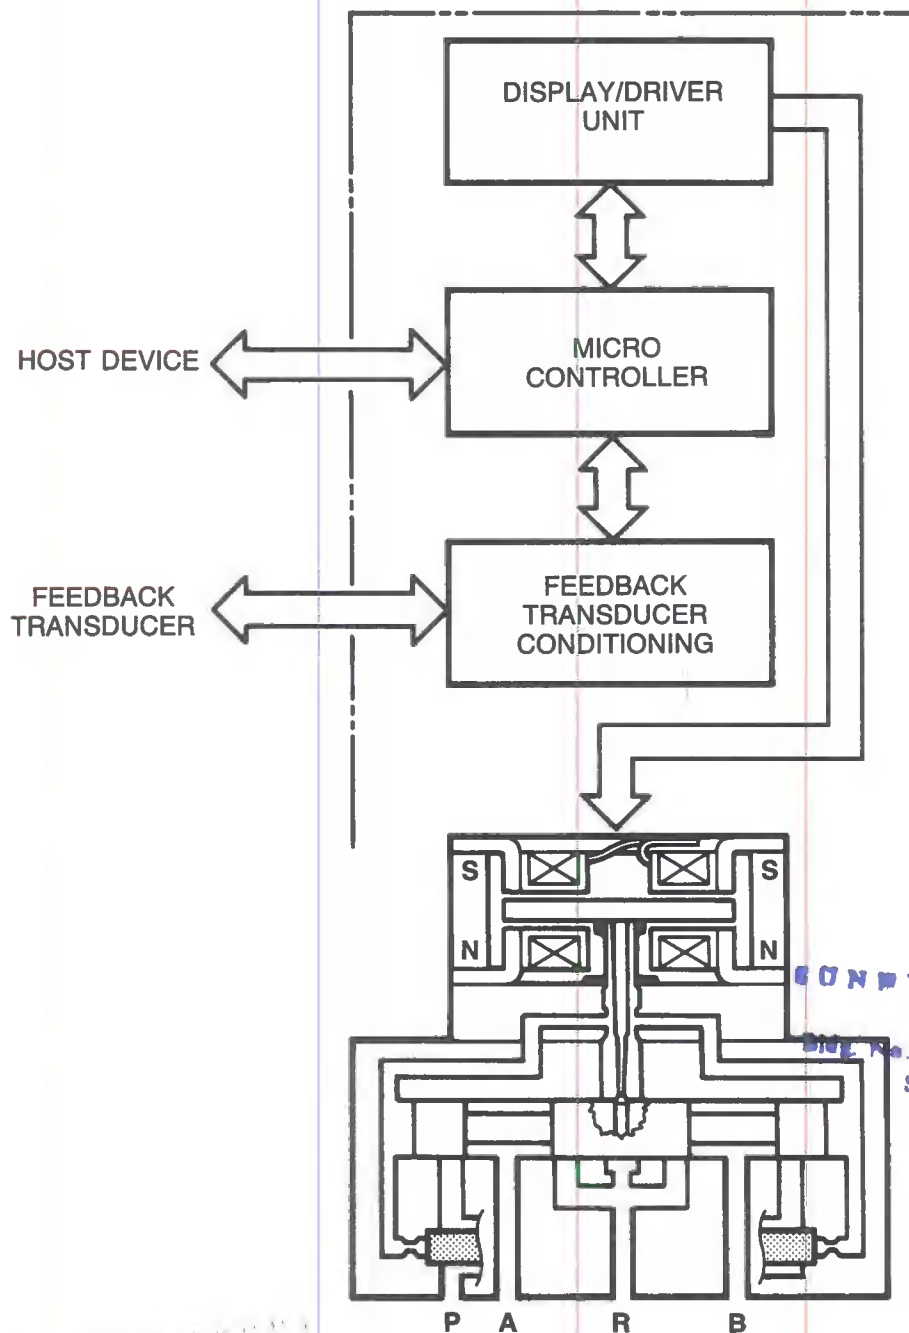 DISPLAY/DRIVER
UNIT
HOST DEVICE
MICRO
CONTROLLER
FEEDBACK
TRANSDUCER
FEEDBACK
TRANSDUCER
CONDITIONING
S
S
N
N
P A R B